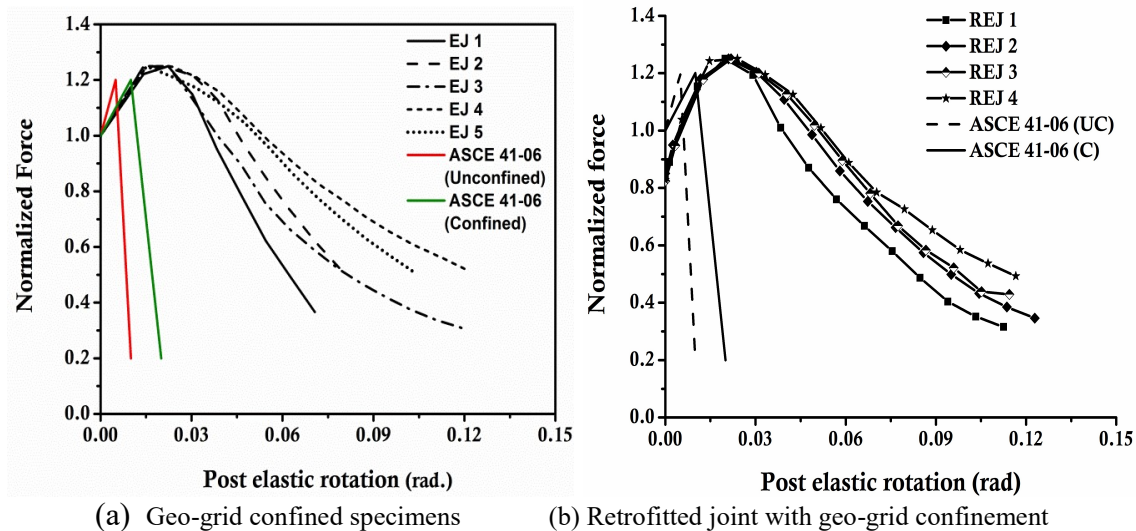 1.4
1.2
1.0
0.8
0.6
0.4
0.2
0.0
0.00 0.03 0.06 0.09 0.12 0.15
Normalized Force
Post elastic rotation (rad.)
EJ 1
EJ 2
EJ 3
EJ 4
EJ 5
ASCE 41-06
(Unconfined)
ASCE 41-06
(Confined)
(a) Geo-grid confined specimens
1.4
1.2
1.0
0.8
0.6
0.4
0.2
0.0
0.00 0.03 0.06 0.09 0.12 0.15
Normalized force
Post elastic rotation (rad)
REJ 1
REJ 2
REJ 3
REJ 4
ASCE 41-06 (UC)
ASCE 41-06 (C)
(b) Retrofitted joint with geo-grid confinement